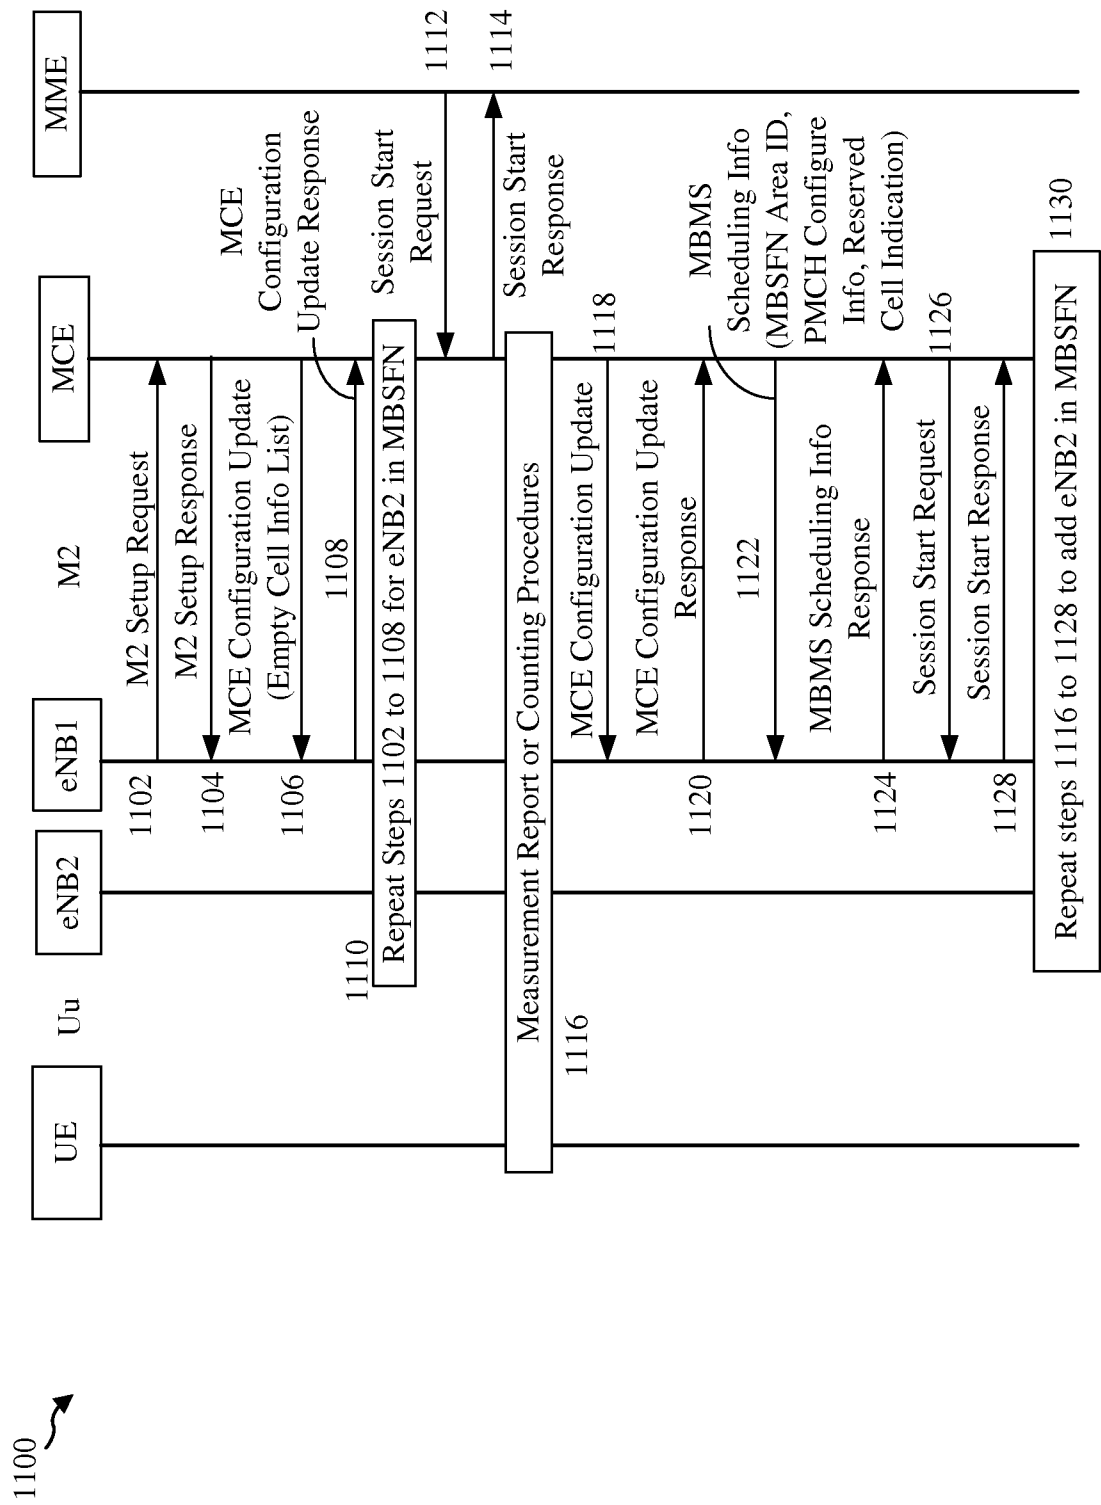 1100
UE
Uu
eNB2
eNB1
M2
MCE
MME
M2 Setup Request
1102
M2 Setup Response
1104
MCE Configuration Update
(Empty Cell Info List)
1106
MCE
Configuration
Update Response
1108
1110
Repeat Steps 1102 to 1108 for eNB2 in MBSFN
Session Start
Request
1112
1114
Session Start
Response
Measurement Report or Counting Procedures
1116
MCE Configuration Update
1118
MCE Configuration Update
Response
1120
MBMS
Scheduling Info
(MBSFN Area ID,
PMCH Configure
Info, Reserved
Cell Indication)
1122
MBMS Scheduling Info
Response
1124
Session Start Request
1126
Session Start Response
1128
Repeat steps 1116 to 1128 to add eNB2 in MBSFN
1130